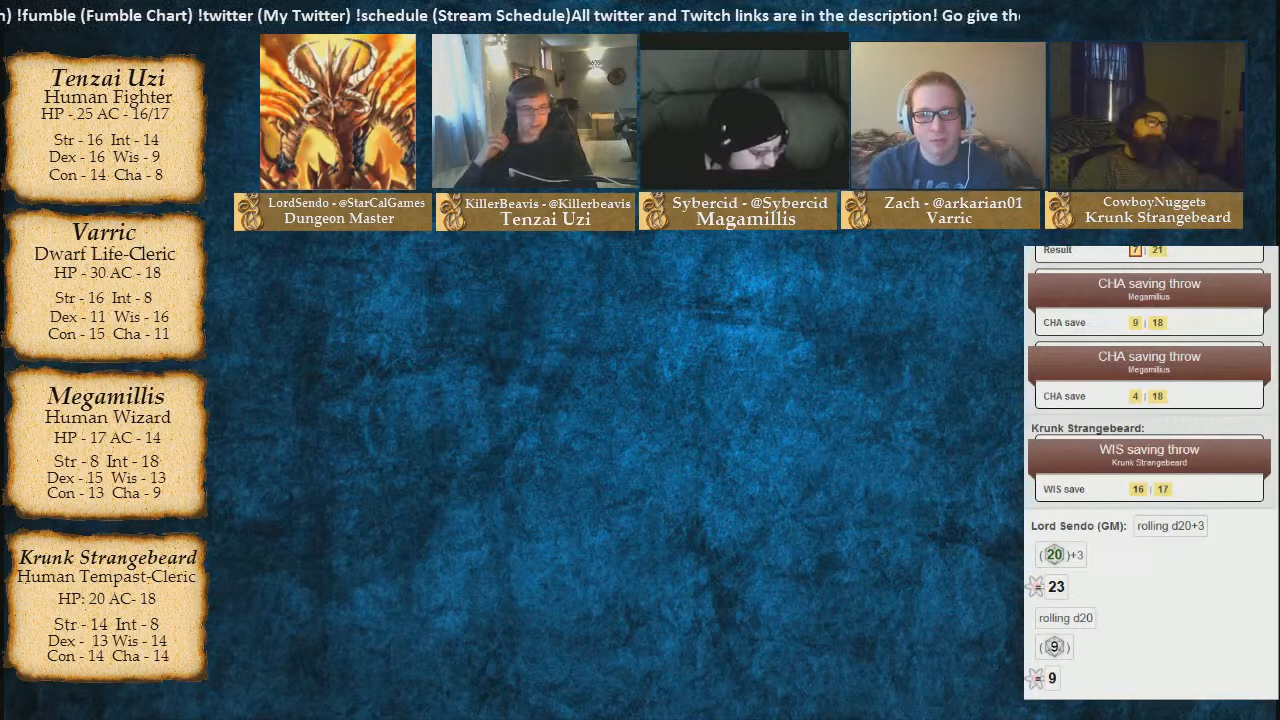 ) !fumble (Fumble Chart) !twitter (My Twitter) !schedule (Stream Schedule)All twitter and Twitch links are in the description! Go give the
Tenzai Uzi
Human Fighter
HP - 25 AC - 16/17
Str - 16 Int - 14
Dex - 16 Wis - 9
Con - 14 Cha - 8
Varric
Dwarf Life-Cleric
HP - 30 AC - 18
Str - 16 Int - 8
Dex - 11 Wis - 16
Con - 15 Cha - 11
Megamillis
Human Wizard
HP - 17 AC - 14
Str - 8 Int - 18
Dex - 15 Wis - 13
Con - 13 Cha - 9
Krunk Strangebeard
Human Tempast-Cleric
HP: 20 AC- 18
Str - 14 Int - 8
Dex - 13 Wis - 14
Con - 14 Cha - 14
LordSendo - @StarCalGames
Dungeon Master
KillerBeavis - @Killerbeavis
Tenzai Uzi
Sybercid - @Sybercid
Magamillis
Zach - @arkarian01
Varric
CowboyNuggets
Krunk Strangebeard
Result 7 | 21
CHA saving throw
Megamillius
CHA save 9 | 18
CHA saving throw
Megamillius
CHA save 4 | 18
Krunk Strangebeard:
WIS saving throw
Krunk Strangebeard
WIS save 16 | 17
Lord Sendo (GM): rolling d20+3
(20)+3
= 23
rolling d20
(9)
= 9